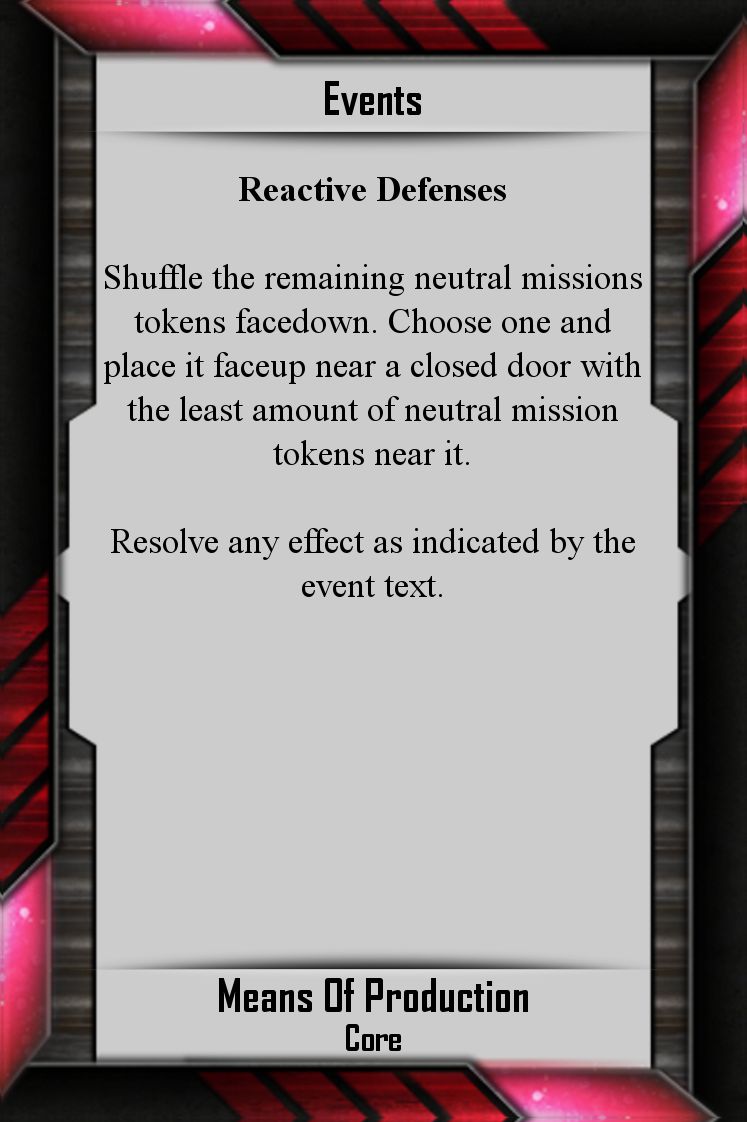 Events
Reactive Defenses
Shuffle the remaining neutral missions
tokens facedown. Choose one and
place it faceup near a closed door with
the least amount of neutral mission
tokens near it.
Resolve any effect as indicated by the
event text.
Means Of Production
Core